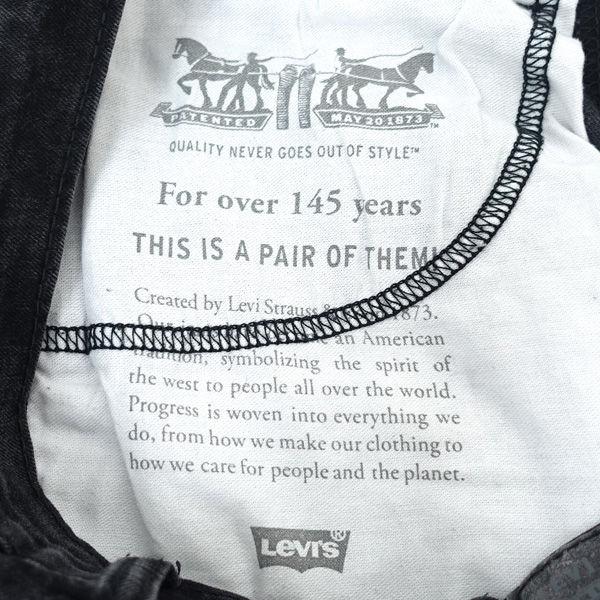 PATENTED MAY 20 1873
QUALITY NEVER GOES OUT OF STYLE™
For over 145 years
THIS IS A PAIR OF THEM!
Created by Levi Strauss 1873.
an American
tradition, symbolizing the spirit of
the west to people all over the world.
Progress is woven into everything we
do, from how we make our clothing to
how we care for people and the planet.
Levi's®